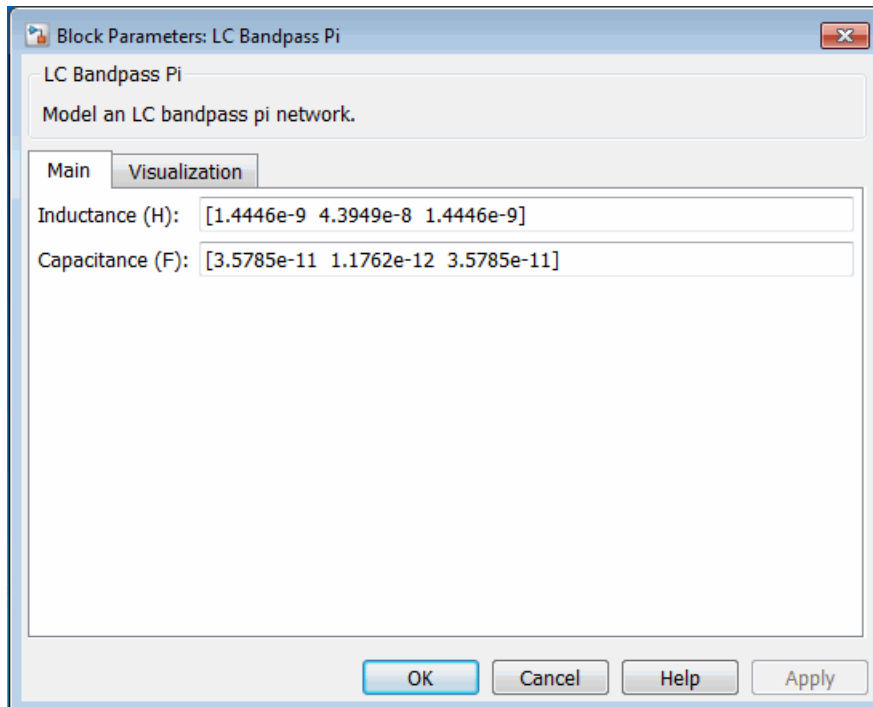 Block Parameters: LC Bandpass Pi
LC Bandpass Pi
Model an LC bandpass pi network.
Main Visualization
Inductance (H): [1.4446e-9 4.3949e-8 1.4446e-9]
Capacitance (F): [3.5785e-11 1.1762e-12 3.5785e-11]
OK Cancel Help Apply